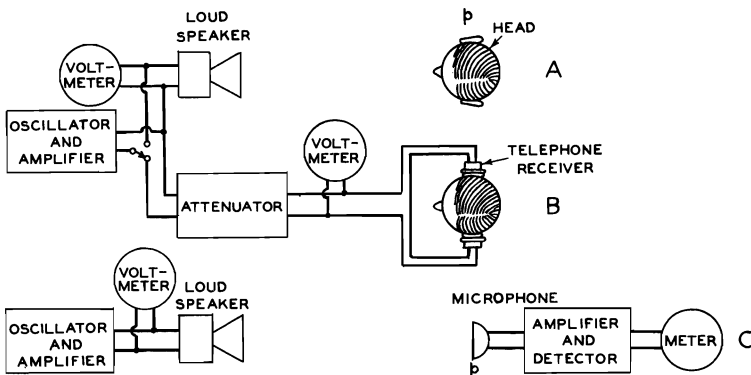 LOUD
SPEAKER
VOLT-
METER
OSCILLATOR
AND
AMPLIFIER
p
HEAD
A
VOLT-
METER
TELEPHONE
RECEIVER
ATTENUATOR
B
VOLT-
METER
LOUD
SPEAKER
OSCILLATOR
AND
AMPLIFIER
MICROPHONE
p
AMPLIFIER
AND
DETECTOR
METER
C